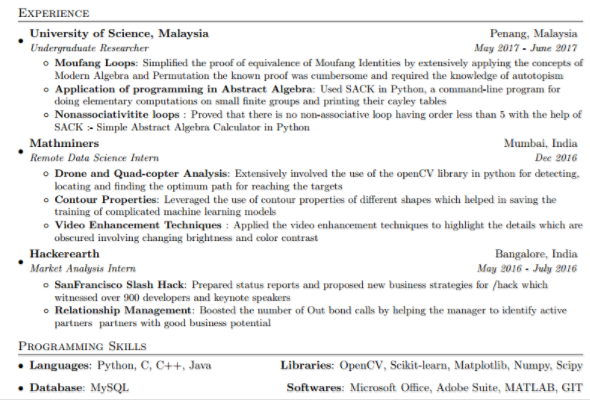 EXPERIENCE
• University of Science, Malaysia Penang, Malaysia
Undergraduate Researcher May 2017 - June 2017
◦ Moufang Loops: Simplified the proof of equivalence of Moufang Identities by extensively applying the concepts of
Modern Algebra and Permutation the known proof was cumbersome and required the knowledge of autotopism
◦ Application of programming in Abstract Algebra: Used SACK in Python, a command-line program for
doing elementary computations on small finite groups and printing their cayley tables
◦ Nonassociativitite loops : Proved that there is no non-associative loop having order less than 5 with the help of
SACK :- Simple Abstract Algebra Calculator in Python
• Mathminers Mumbai, India
Remote Data Science Intern Dec 2016
◦ Drone and Quad-copter Analysis: Extensively involved the use of the openCV library in python for detecting,
locating and finding the optimum path for reaching the targets
◦ Contour Properties: Leveraged the use of contour properties of different shapes which helped in saving the
training of complicated machine learning models
◦ Video Enhancement Techniques : Applied the video enhancement techniques to highlight the details which are
obscured involving changing brightness and color contrast
• Hackerearth Bangalore, India
Market Analysis Intern May 2016 - July 2016
◦ SanFrancisco Slash Hack: Prepared status reports and proposed new business strategies for /hack which
witnessed over 900 developers and keynote speakers
◦ Relationship Management: Boosted the number of Out bond calls by helping the manager to identify active
partners partners with good business potential
PROGRAMMING SKILLS
• Languages: Python, C, C++, Java Libraries: OpenCV, Scikit-learn, Matplotlib, Numpy, Scipy
• Database: MySQL Softwares: Microsoft Office, Adobe Suite, MATLAB, GIT